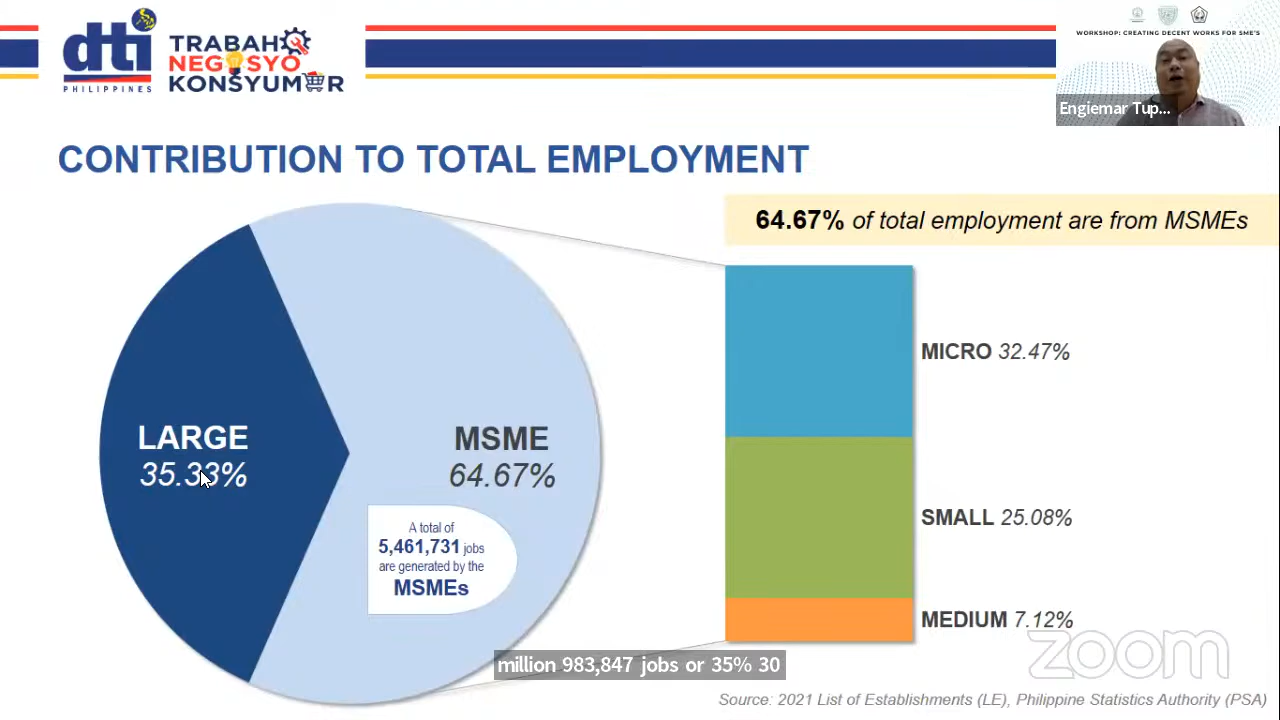 dti
PHILIPPINES
TRABAHO
NEGOSYO
KONSYUMER
WORKSHOP: CREATING DECENT WORKS FOR SME'S
Engiemar Tup...
CONTRIBUTION TO TOTAL EMPLOYMENT
64.67% of total employment are from MSMEs
LARGE
35.33%
MSME
64.67%
A total of
5,461,731 jobs
are generated by the
MSMEs
MICRO 32.47%
SMALL 25.08%
MEDIUM 7.12%
zoom
million 983,847 jobs or 35% 30
Source: 2021 List of Establishments (LE), Philippine Statistics Authority (PSA)